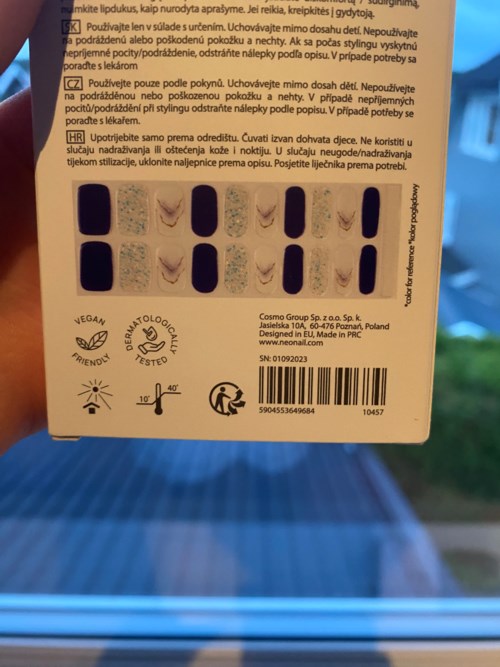 mkite lipdukus, kaip nurodyta aprašyme. Jei reikia, kreipkitės į gydytoją.
SK Používajte len v súlade s určením. Uchovávajte mimo dosahu detí. Nepoužívajte
na podráždenú alebo poškodenú pokožku a nechty. Ak sa počas stylingu vyskytnú
nepríjemné pocity/podráždenie, odstráňte nálepky podľa opisu. V prípade potreby sa
poraďte s lekárom
CZ Používejte pouze podle pokynů. Uchovávejte mimo dosah dětí. Nepoužívejte
na podrážděnou nebo poškozenou pokožku a nehty. V případě nepříjemných
pocitů/podráždění při stylingu odstraňte nálepky podle popisu. V případě potřeby se
poraďte s lékařem.
HR Upotrijebite samo prema odredištu. Čuvati izvan dohvata djece. Ne koristiti u
slučaju nadraživanja ili oštećenja kože i noktiju. U slučaju neugode/nadraživanja
tijekom stilizacije, uklonite naljepnice prema opisu. Posjetite liječnika prema potrebi.
*color for reference *kolor poglądowy
VEGAN
FRIENDLY
DERMATOLOGICALLY
TESTED
Cosmo Group Sp. z o.o. Sp. k.
Jasielska 10A, 60-476 Poznań, Poland
Designed in EU, Made in PRC
www.neonail.com
SN: 01092023
10° 40°
5904553649684 10457